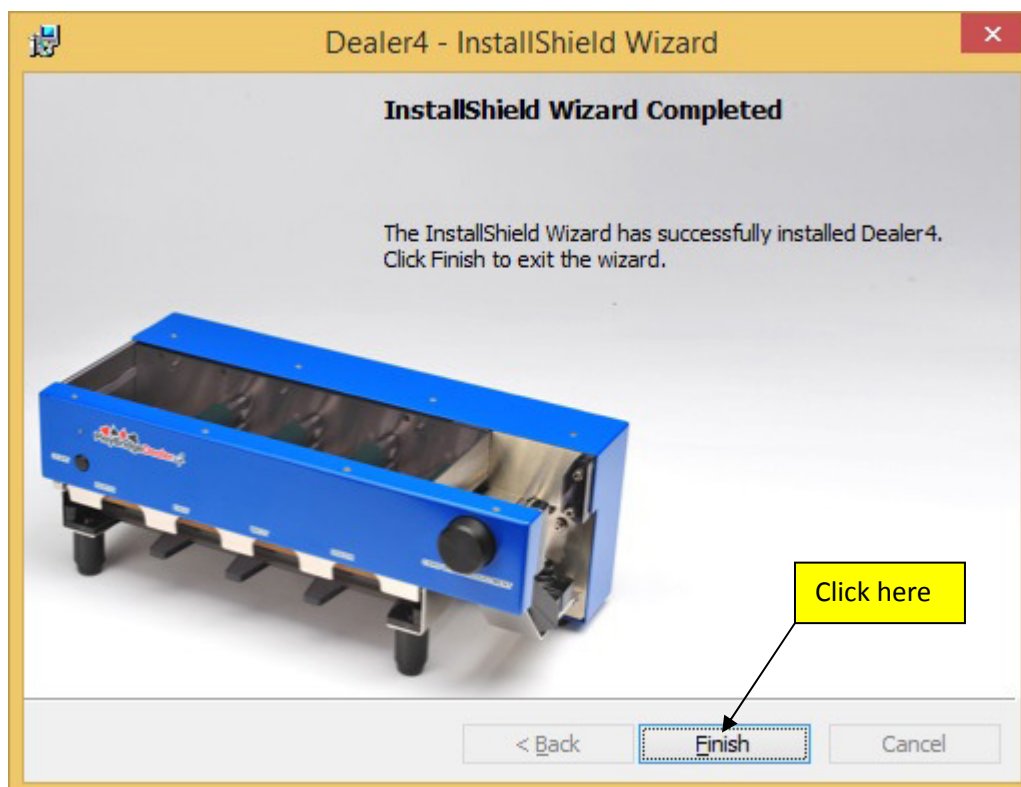 Dealer4 - InstallShield Wizard
InstallShield Wizard Completed
The InstallShield Wizard has successfully installed Dealer4.
Click Finish to exit the wizard.
PlayBridgeDealer4
Click here
< Back
Finish
Cancel